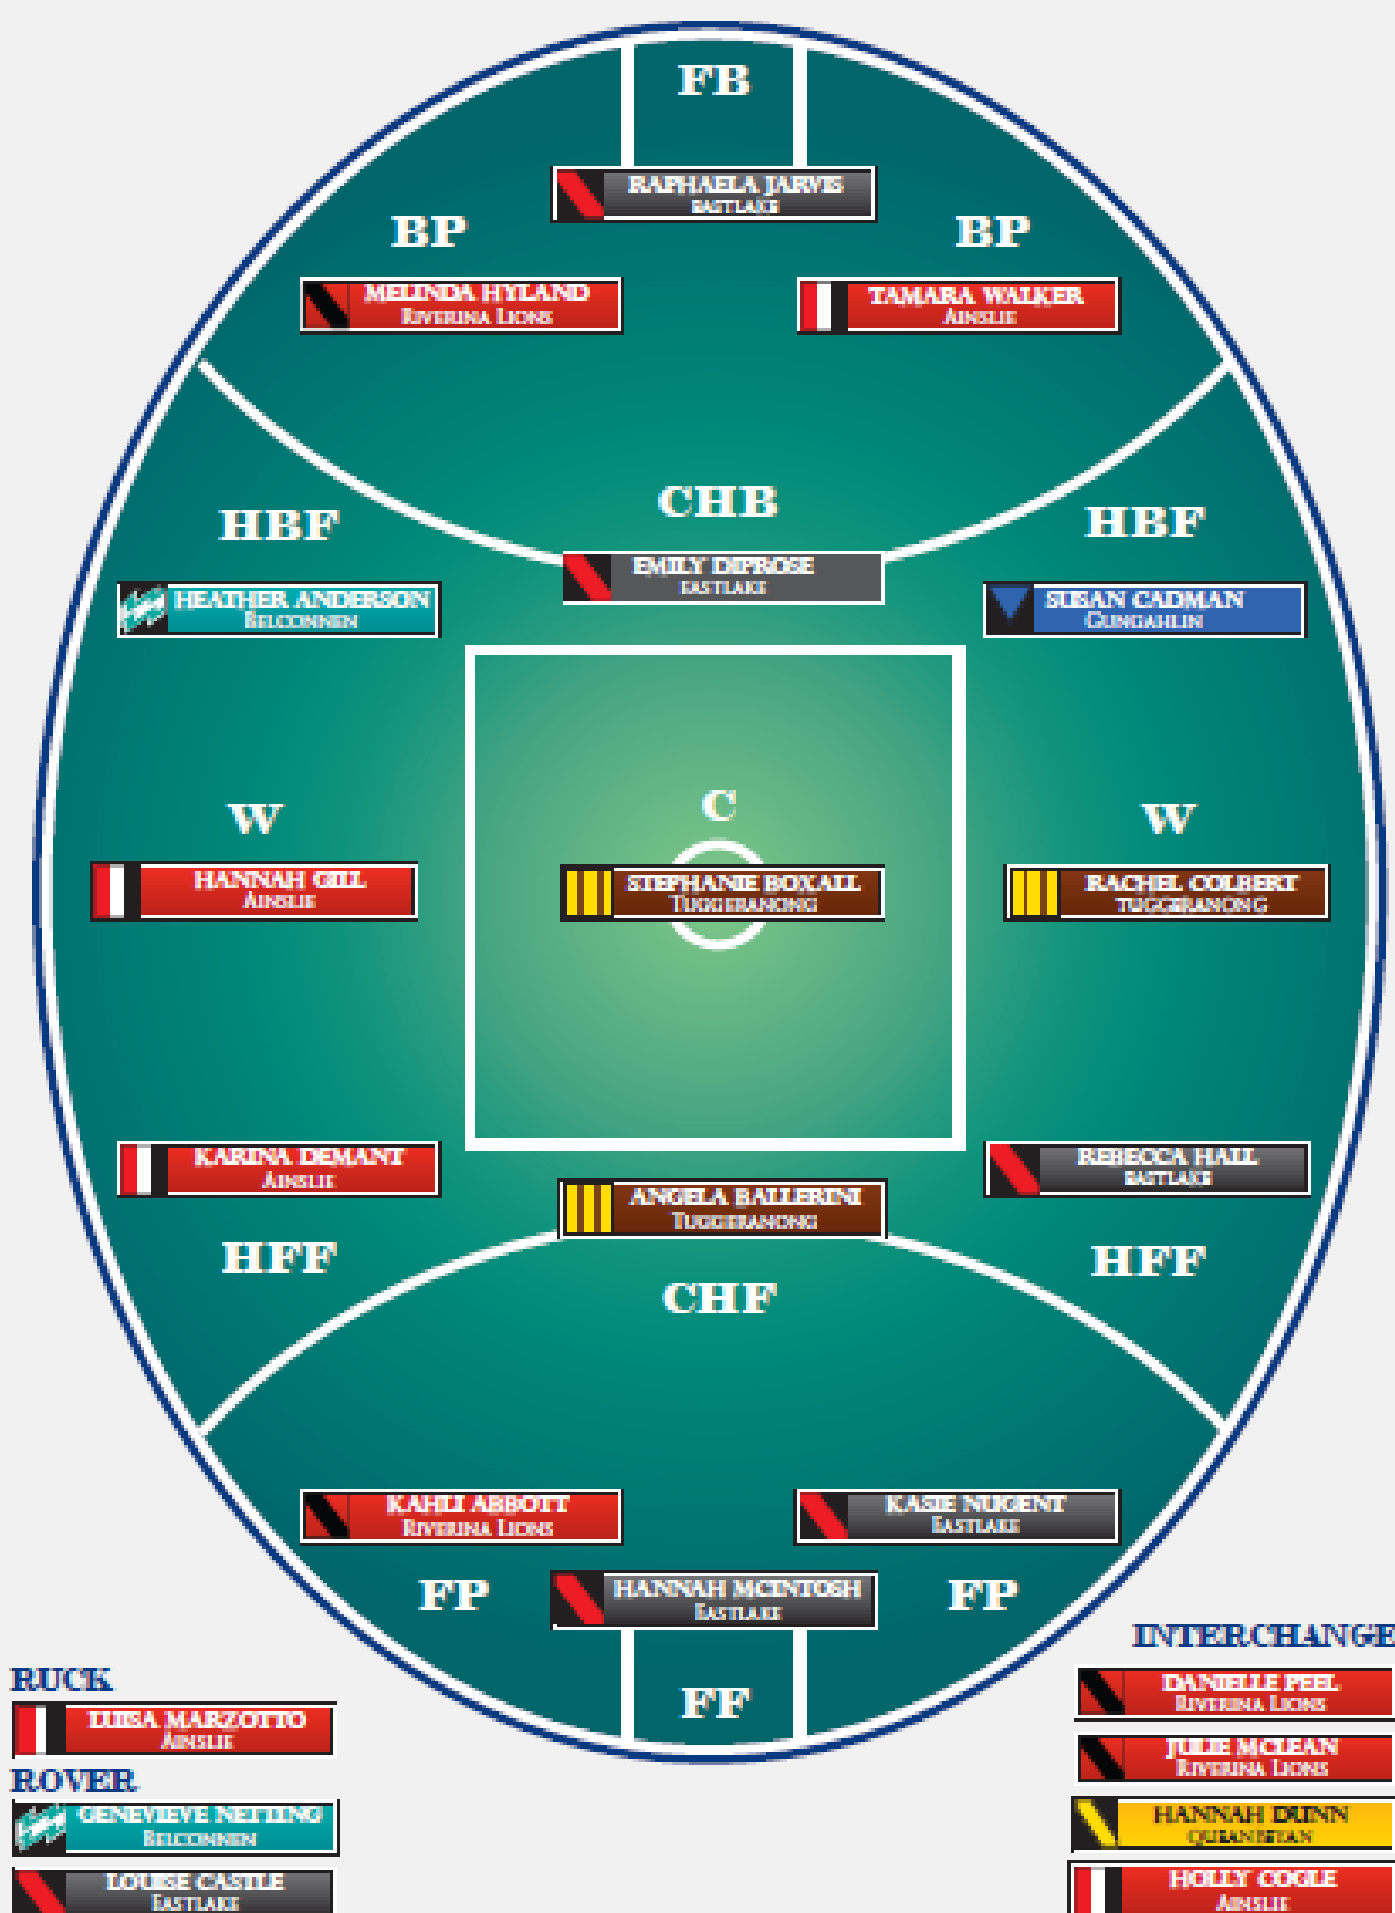 FB
RAPHAELA JARVIS
EASTLAKE
BP
BP
MELINDA HYLAND
RIVERINA LIONS
TAMARA WALKER
AINSLIE
CHB
HBF
HBF
EMILY DIPROSE
EASTLAKE
HEATHER ANDERSON
BELCONNEN
SUSAN CADMAN
GUNGAHLIN
C
W
W
HANNAH GILL
AINSLIE
STEPHANIE BOXALL
TUGGERANONG
RACHEL COLBERT
TUGGERANONG
KARINA DEMANT
AINSLIE
REBECCA HALL
EASTLAKE
ANGELA BALLERINI
TUGGERANONG
HFF
HFF
CHF
KAHLI ABBOTT
RIVERINA LIONS
KASIE NUGENT
EASTLAKE
HANNAH MCINTOSH
EASTLAKE
FP
FP
FF
RUCK
LUISA MARZOTTO
AINSLIE
ROVER
GENEVIEVE NETTING
BELCONNEN
LOUISE CASTLE
EASTLAKE
INTERCHANGE
DANIELLE PEEL
RIVERINA LIONS
JULIE MCLEAN
RIVERINA LIONS
HANNAH DUNN
QUEANBEYAN
HOLLY COGLE
AINSLIE